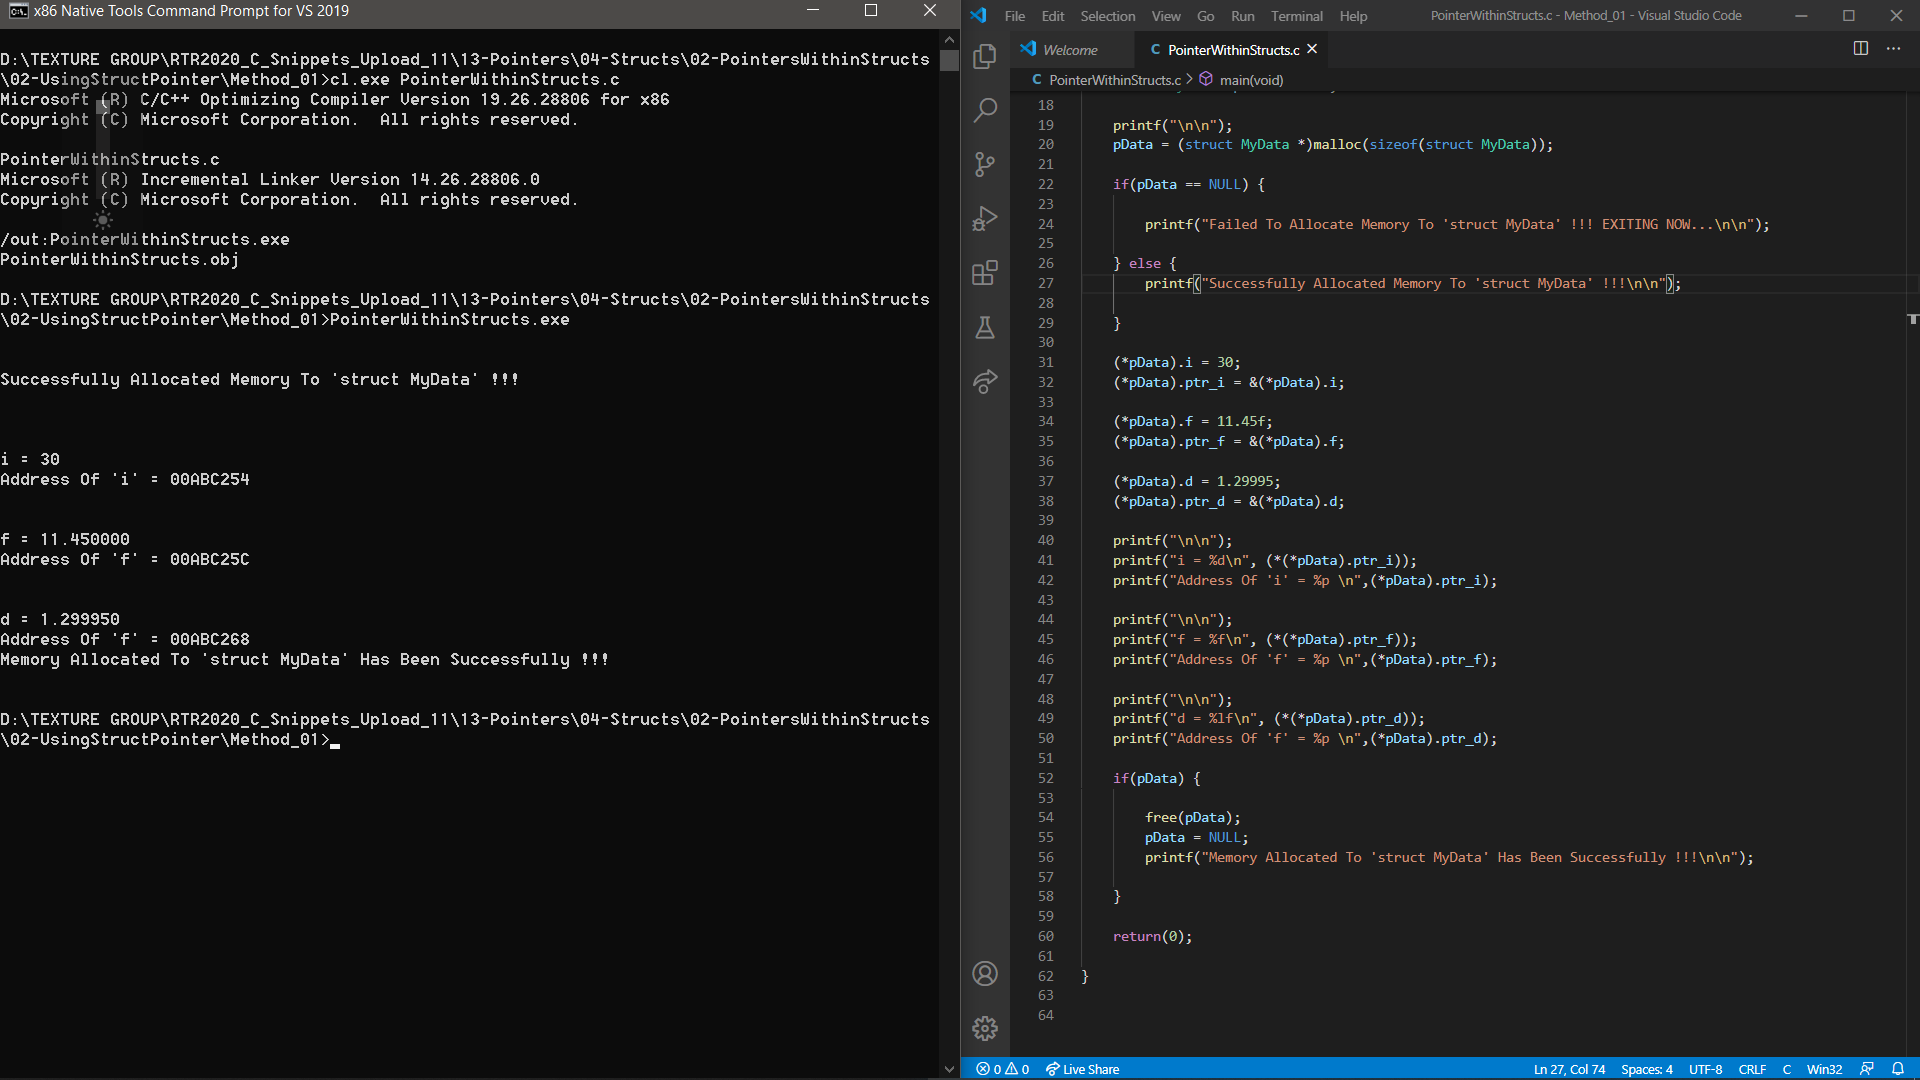 x86 Native Tools Command Prompt for VS 2019
D:\TEXTURE GROUP\RTR2020_C_Snippets_Upload_11\13-Pointers\04-Structs\02-PointersWithinStructs
\02-UsingStructPointer\Method_01>cl.exe PointerWithinStructs.c
Microsoft (R) C/C++ Optimizing Compiler Version 19.26.28806 for x86
Copyright (C) Microsoft Corporation.  All rights reserved.
PointerWithinStructs.c
Microsoft (R) Incremental Linker Version 14.26.28806.0
Copyright (C) Microsoft Corporation.  All rights reserved.
/out:PointerWithinStructs.exe
PointerWithinStructs.obj
D:\TEXTURE GROUP\RTR2020_C_Snippets_Upload_11\13-Pointers\04-Structs\02-PointersWithinStructs
\02-UsingStructPointer\Method_01>PointerWithinStructs.exe
Successfully Allocated Memory To 'struct MyData' !!!
i = 30
Address Of 'i' = 00ABC254
f = 11.450000
Address Of 'f' = 00ABC25C
d = 1.299950
Address Of 'f' = 00ABC268
Memory Allocated To 'struct MyData' Has Been Successfully !!!
D:\TEXTURE GROUP\RTR2020_C_Snippets_Upload_11\13-Pointers\04-Structs\02-PointersWithinStructs
\02-UsingStructPointer\Method_01>
File Edit Selection View Go Run Terminal Help PointerWithinStructs.c - Method_01 - Visual Studio Code
Welcome C PointerWithinStructs.c
C PointerWithinStructs.c > main(void)
18
19 printf("\n\n");
20 pData = (struct MyData *)malloc(sizeof(struct MyData));
21
22 if(pData == NULL) {
23
24 printf("Failed To Allocate Memory To 'struct MyData' !!! EXITING NOW...\n\n");
25
26 } else {
27 printf("Successfully Allocated Memory To 'struct MyData' !!!\n\n");
28
29 }
30
31 (*pData).i = 30;
32 (*pData).ptr_i = &(*pData).i;
33
34 (*pData).f = 11.45f;
35 (*pData).ptr_f = &(*pData).f;
36
37 (*pData).d = 1.29995;
38 (*pData).ptr_d = &(*pData).d;
39
40 printf("\n\n");
41 printf("i = %d\n", (*(*pData).ptr_i));
42 printf("Address Of 'i' = %p \n",(*pData).ptr_i);
43
44 printf("\n\n");
45 printf("f = %f\n", (*(*pData).ptr_f));
46 printf("Address Of 'f' = %p \n",(*pData).ptr_f);
47
48 printf("\n\n");
49 printf("d = %lf\n", (*(*pData).ptr_d));
50 printf("Address Of 'f' = %p \n",(*pData).ptr_d);
51
52 if(pData) {
53
54 free(pData);
55 pData = NULL;
56 printf("Memory Allocated To 'struct MyData' Has Been Successfully !!!\n\n");
57
58 }
59
60 return(0);
61
62 }
63
64
0 0 Live Share Ln 27, Col 74 Spaces: 4 UTF-8 CRLF C Win32